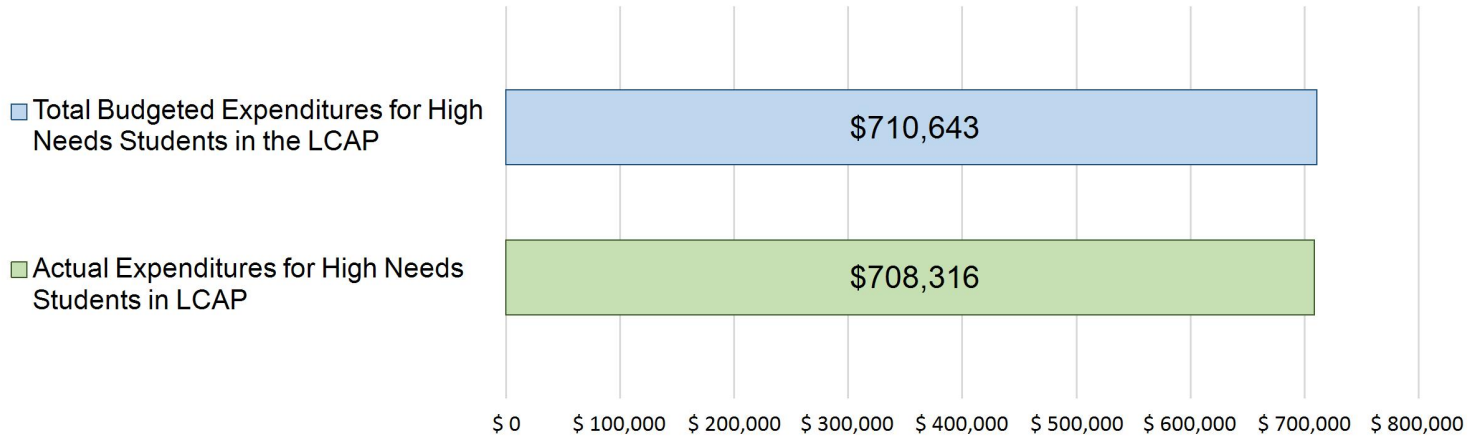 Total Budgeted Expenditures for High
Needs Students in the LCAP
$710,643
Actual Expenditures for High Needs
Students in LCAP
$708,316
$ 0 $ 100,000 $ 200,000 $ 300,000 $ 400,000 $ 500,000 $ 600,000 $ 700,000 $ 800,000